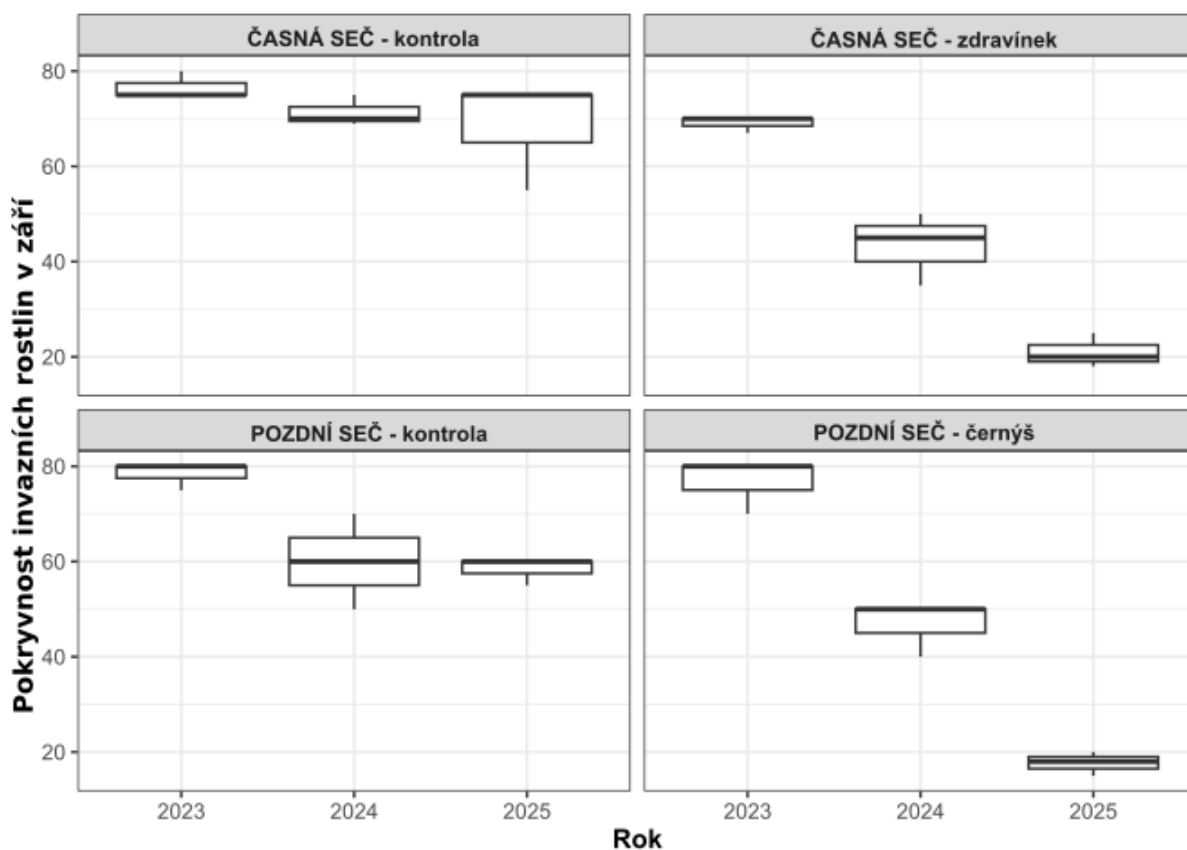 ČASNÁ SEČ - kontrola
ČASNÁ SEČ - zdravínek
80
60
40
20
POZDNÍ SEČ - kontrola
POZDNÍ SEČ - černýš
80
60
40
20
2023
2024
2025
2023
2024
2025
Rok
Pokryvnost invazních rostlin v září